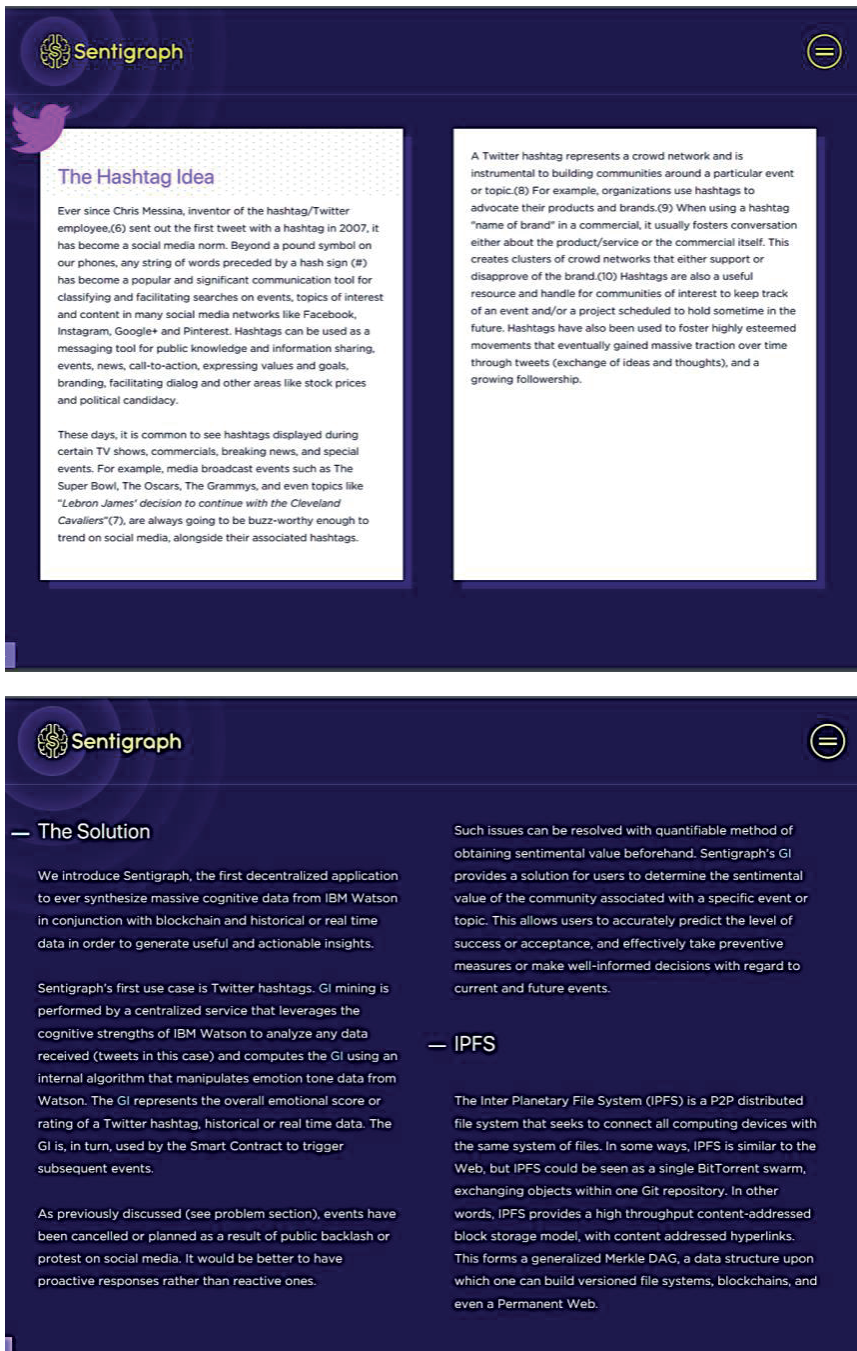 Sentigraph
The Hashtag Idea
Ever since Chris Messina, inventor of the hashtag/Twitter
employee,(6) sent out the first tweet with a hashtag in 2007, it
has become a social media norm. Beyond a pound symbol on
our phones, any string of words preceded by a hash sign (#)
has become a popular and significant communication tool for
classifying and facilitating searches on events, topics of interest
and content in many social media networks like Facebook,
Instagram, Google+ and Pinterest. Hashtags can be used as a
messaging tool for public knowledge and information sharing,
events, news, call-to-action, expressing values and goals,
branding, facilitating dialog and other areas like stock prices
and political candidacy.
These days, it is common to see hashtags displayed during
certain TV shows, commercials, breaking news, and special
events. For example, media broadcast events such as The
Super Bowl, The Oscars, The Grammys, and even topics like
"Lebron James' decision to continue with the Cleveland
Cavaliers"(7), are always going to be buzz-worthy enough to
trend on social media, alongside their associated hashtags.
A Twitter hashtag represents a crowd network and is
instrumental to building communities around a particular event
or topic.(8) For example, organizations use hashtags to
advocate their products and brands.(9) When using a hashtag
"name of brand" in a commercial, it usually fosters conversation
either about the product/service or the commercial itself. This
creates clusters of crowd networks that either support or
disapprove of the brand.(10) Hashtags are also a useful
resource and handle for communities of interest to keep track
of an event and/or a project scheduled to hold sometime in the
future. Hashtags have also been used to foster highly esteemed
movements that eventually gained massive traction over time
through tweets (exchange of ideas and thoughts), and a
growing followership.
Sentigraph
The Solution
We introduce Sentigraph, the first decentralized application
to ever synthesize massive cognitive data from IBM Watson
in conjunction with blockchain and historical or real time
data in order to generate useful and actionable insights.
Sentigraph's first use case is Twitter hashtags. GI mining is
performed by a centralized service that leverages the
cognitive strengths of IBM Watson to analyze any data
received (tweets in this case) and computes the GI using an
internal algorithm that manipulates emotion tone data from
Watson. The GI represents the overall emotional score or
rating of a Twitter hashtag, historical or real time data. The
GI is, in turn, used by the Smart Contract to trigger
subsequent events.
As previously discussed (see problem section), events have
been cancelled or planned as a result of public backlash or
protest on social media. It would be better to have
proactive responses rather than reactive ones.
Such issues can be resolved with quantifiable method of
obtaining sentimental value beforehand. Sentigraph's GI
provides a solution for users to determine the sentimental
value of the community associated with a specific event or
topic. This allows users to accurately predict the level of
success or acceptance, and effectively take preventive
measures or make well-informed decisions with regard to
current and future events.
IPFS
The Inter Planetary File System (IPFS) is a P2P distributed
file system that seeks to connect all computing devices with
the same system of files. In some ways, IPFS is similar to the
Web, but IPFS could be seen as a single BitTorrent swarm,
exchanging objects within one Git repository. In other
words, IPFS provides a high throughput content-addressed
block storage model, with content addressed hyperlinks.
This forms a generalized Merkle DAG, a data structure upon
which one can build versioned file systems, blockchains, and
even a Permanent Web.